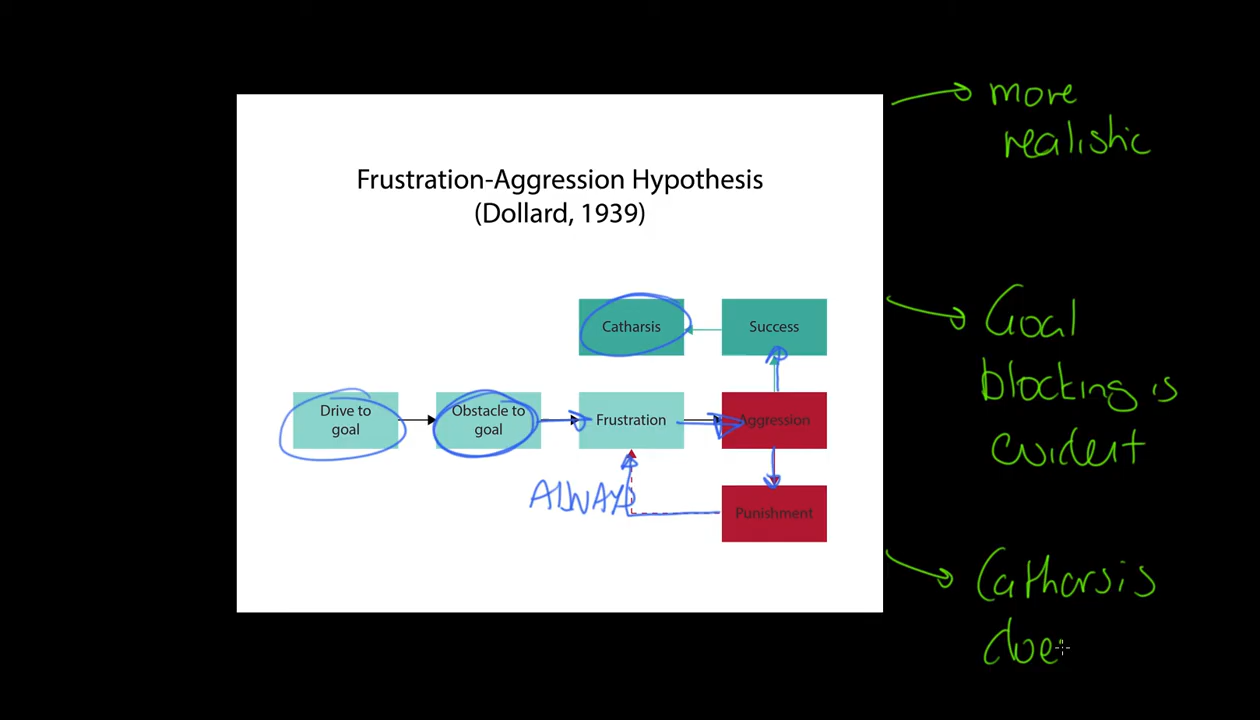 Frustration-Aggression Hypothesis
(Dollard, 1939)
Catharsis
Success
Drive to
goal
Obstacle to
goal
Frustration
Aggression
ALWAYS
Punishment
more
realistic
Goal
blocking is
evident
Catharsis
doe